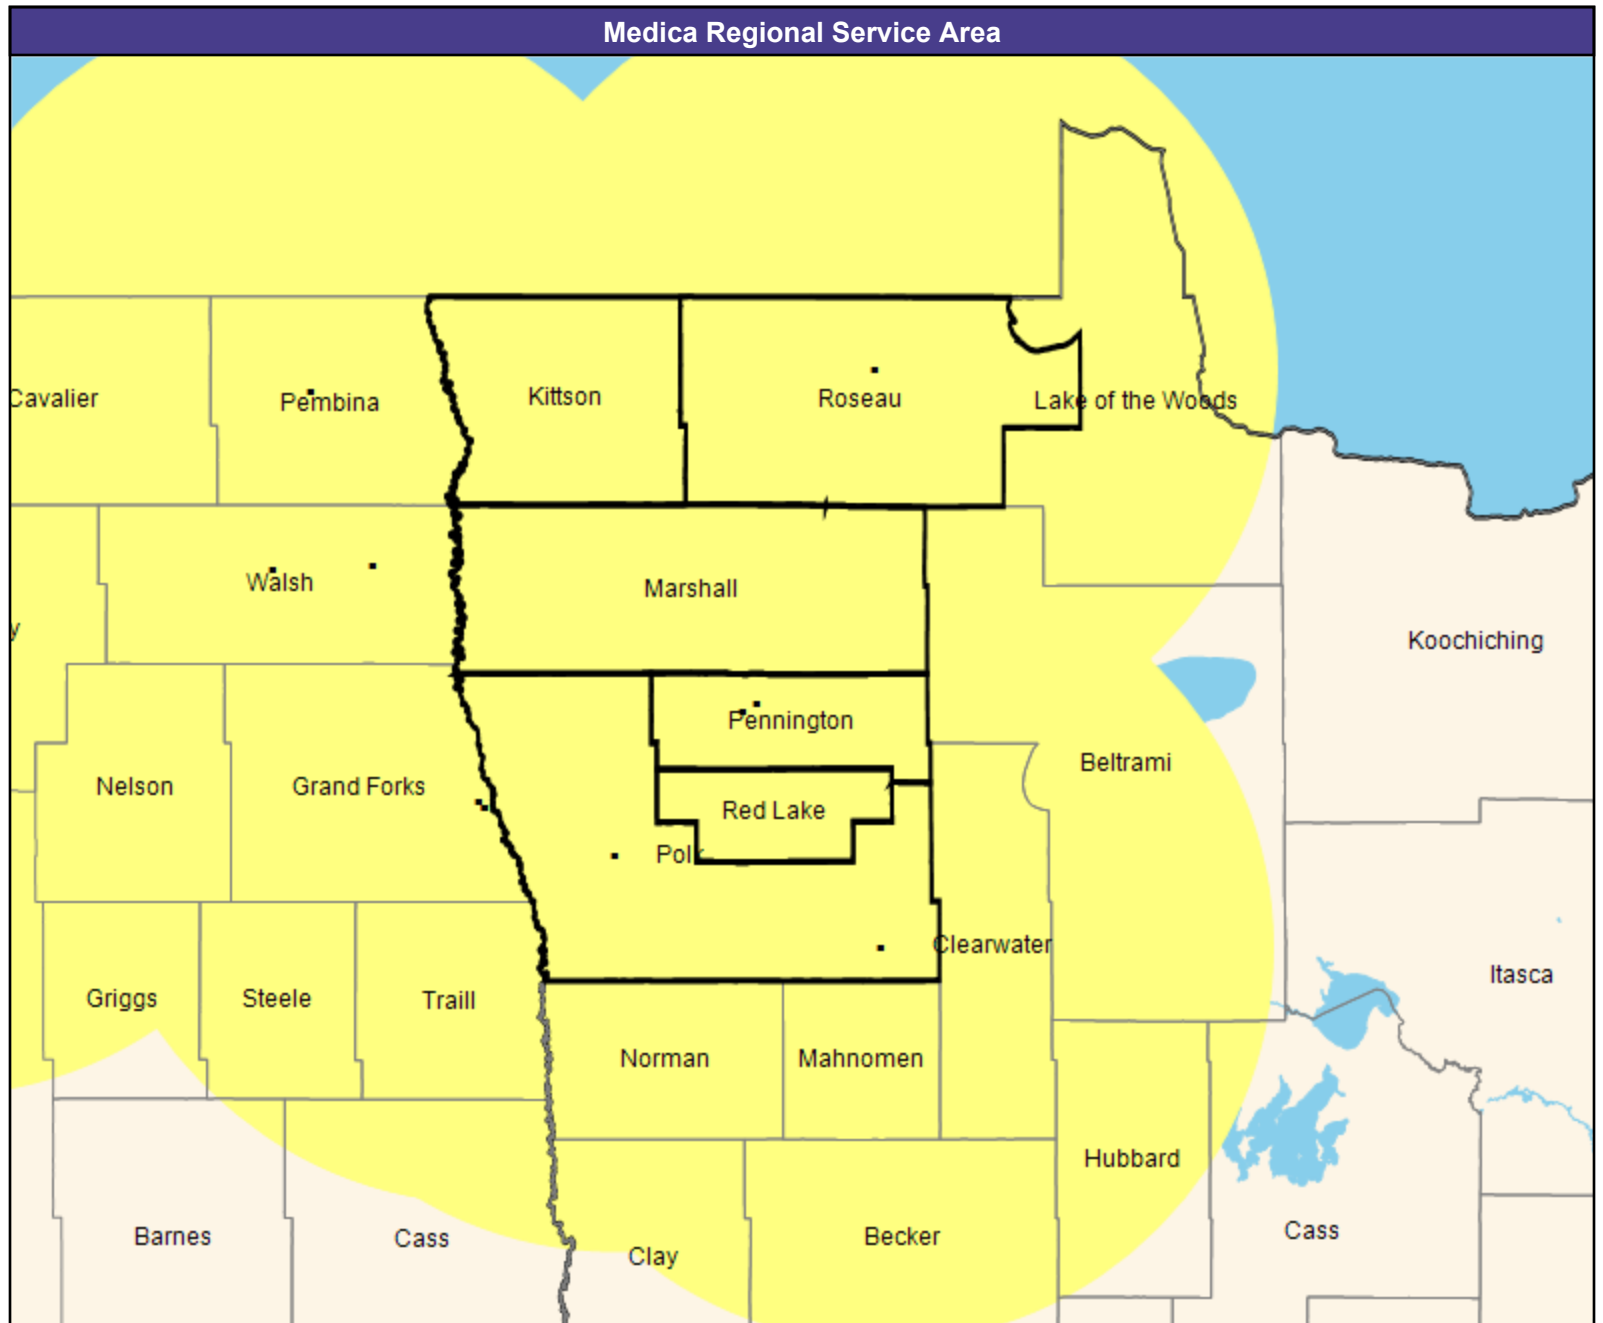 Medica Regional Service Area
Cavalier
Pembina
Kittson
Roseau
Lake of the Woods
Walsh
Marshall
y
Koochiching
Pennington
Beltrami
Nelson
Grand Forks
Red Lake
Polk
Clearwater
Itasca
Griggs
Steele
Traill
Norman
Mahnomen
Hubbard
Barnes
Cass
Clay
Becker
Cass